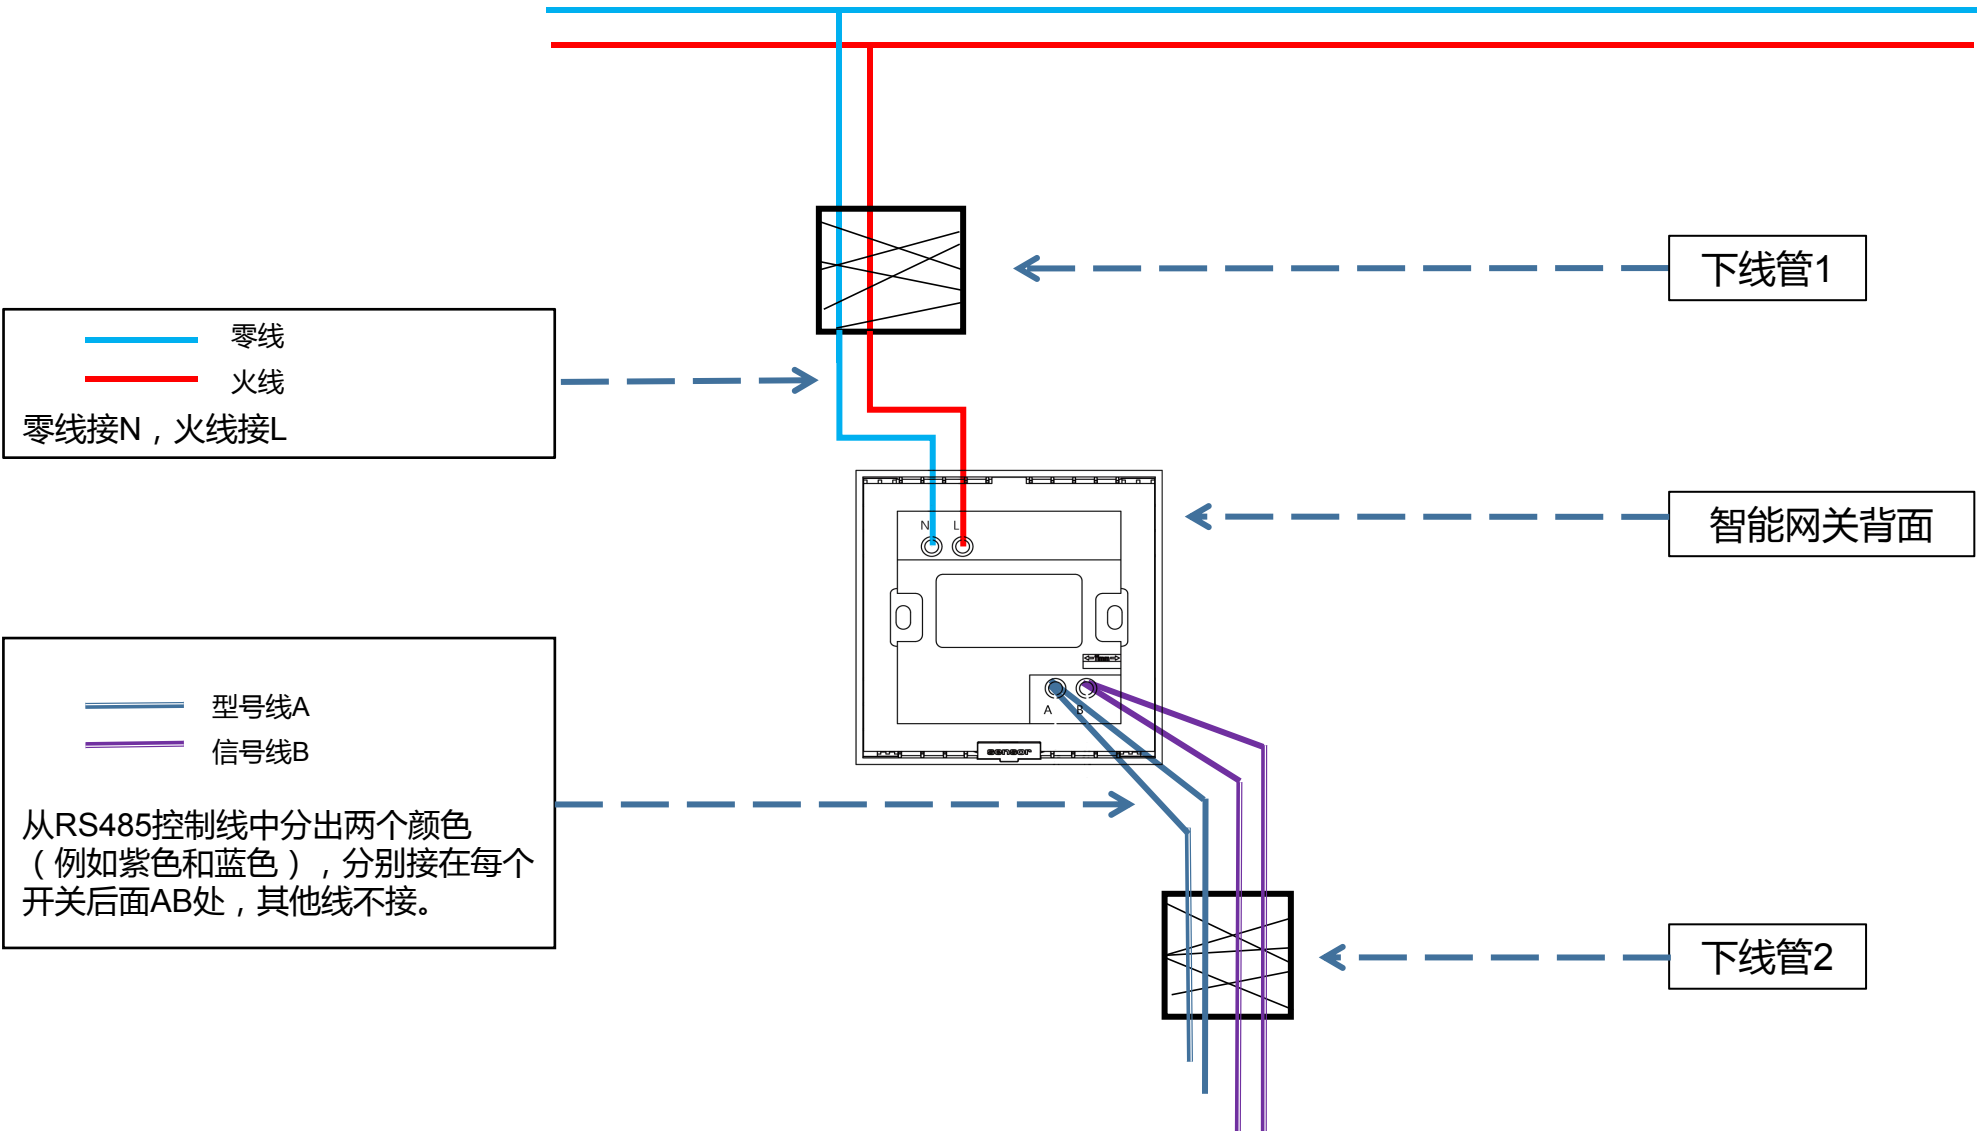 下线管1
零线
火线
零线接N，火线接L
智能网关背面
N L
A B
sensor
型号线A
信号线B
从RS485控制线中分出两个颜色
（例如紫色和蓝色），分别接在每个
开关后面AB处，其他线不接。
下线管2